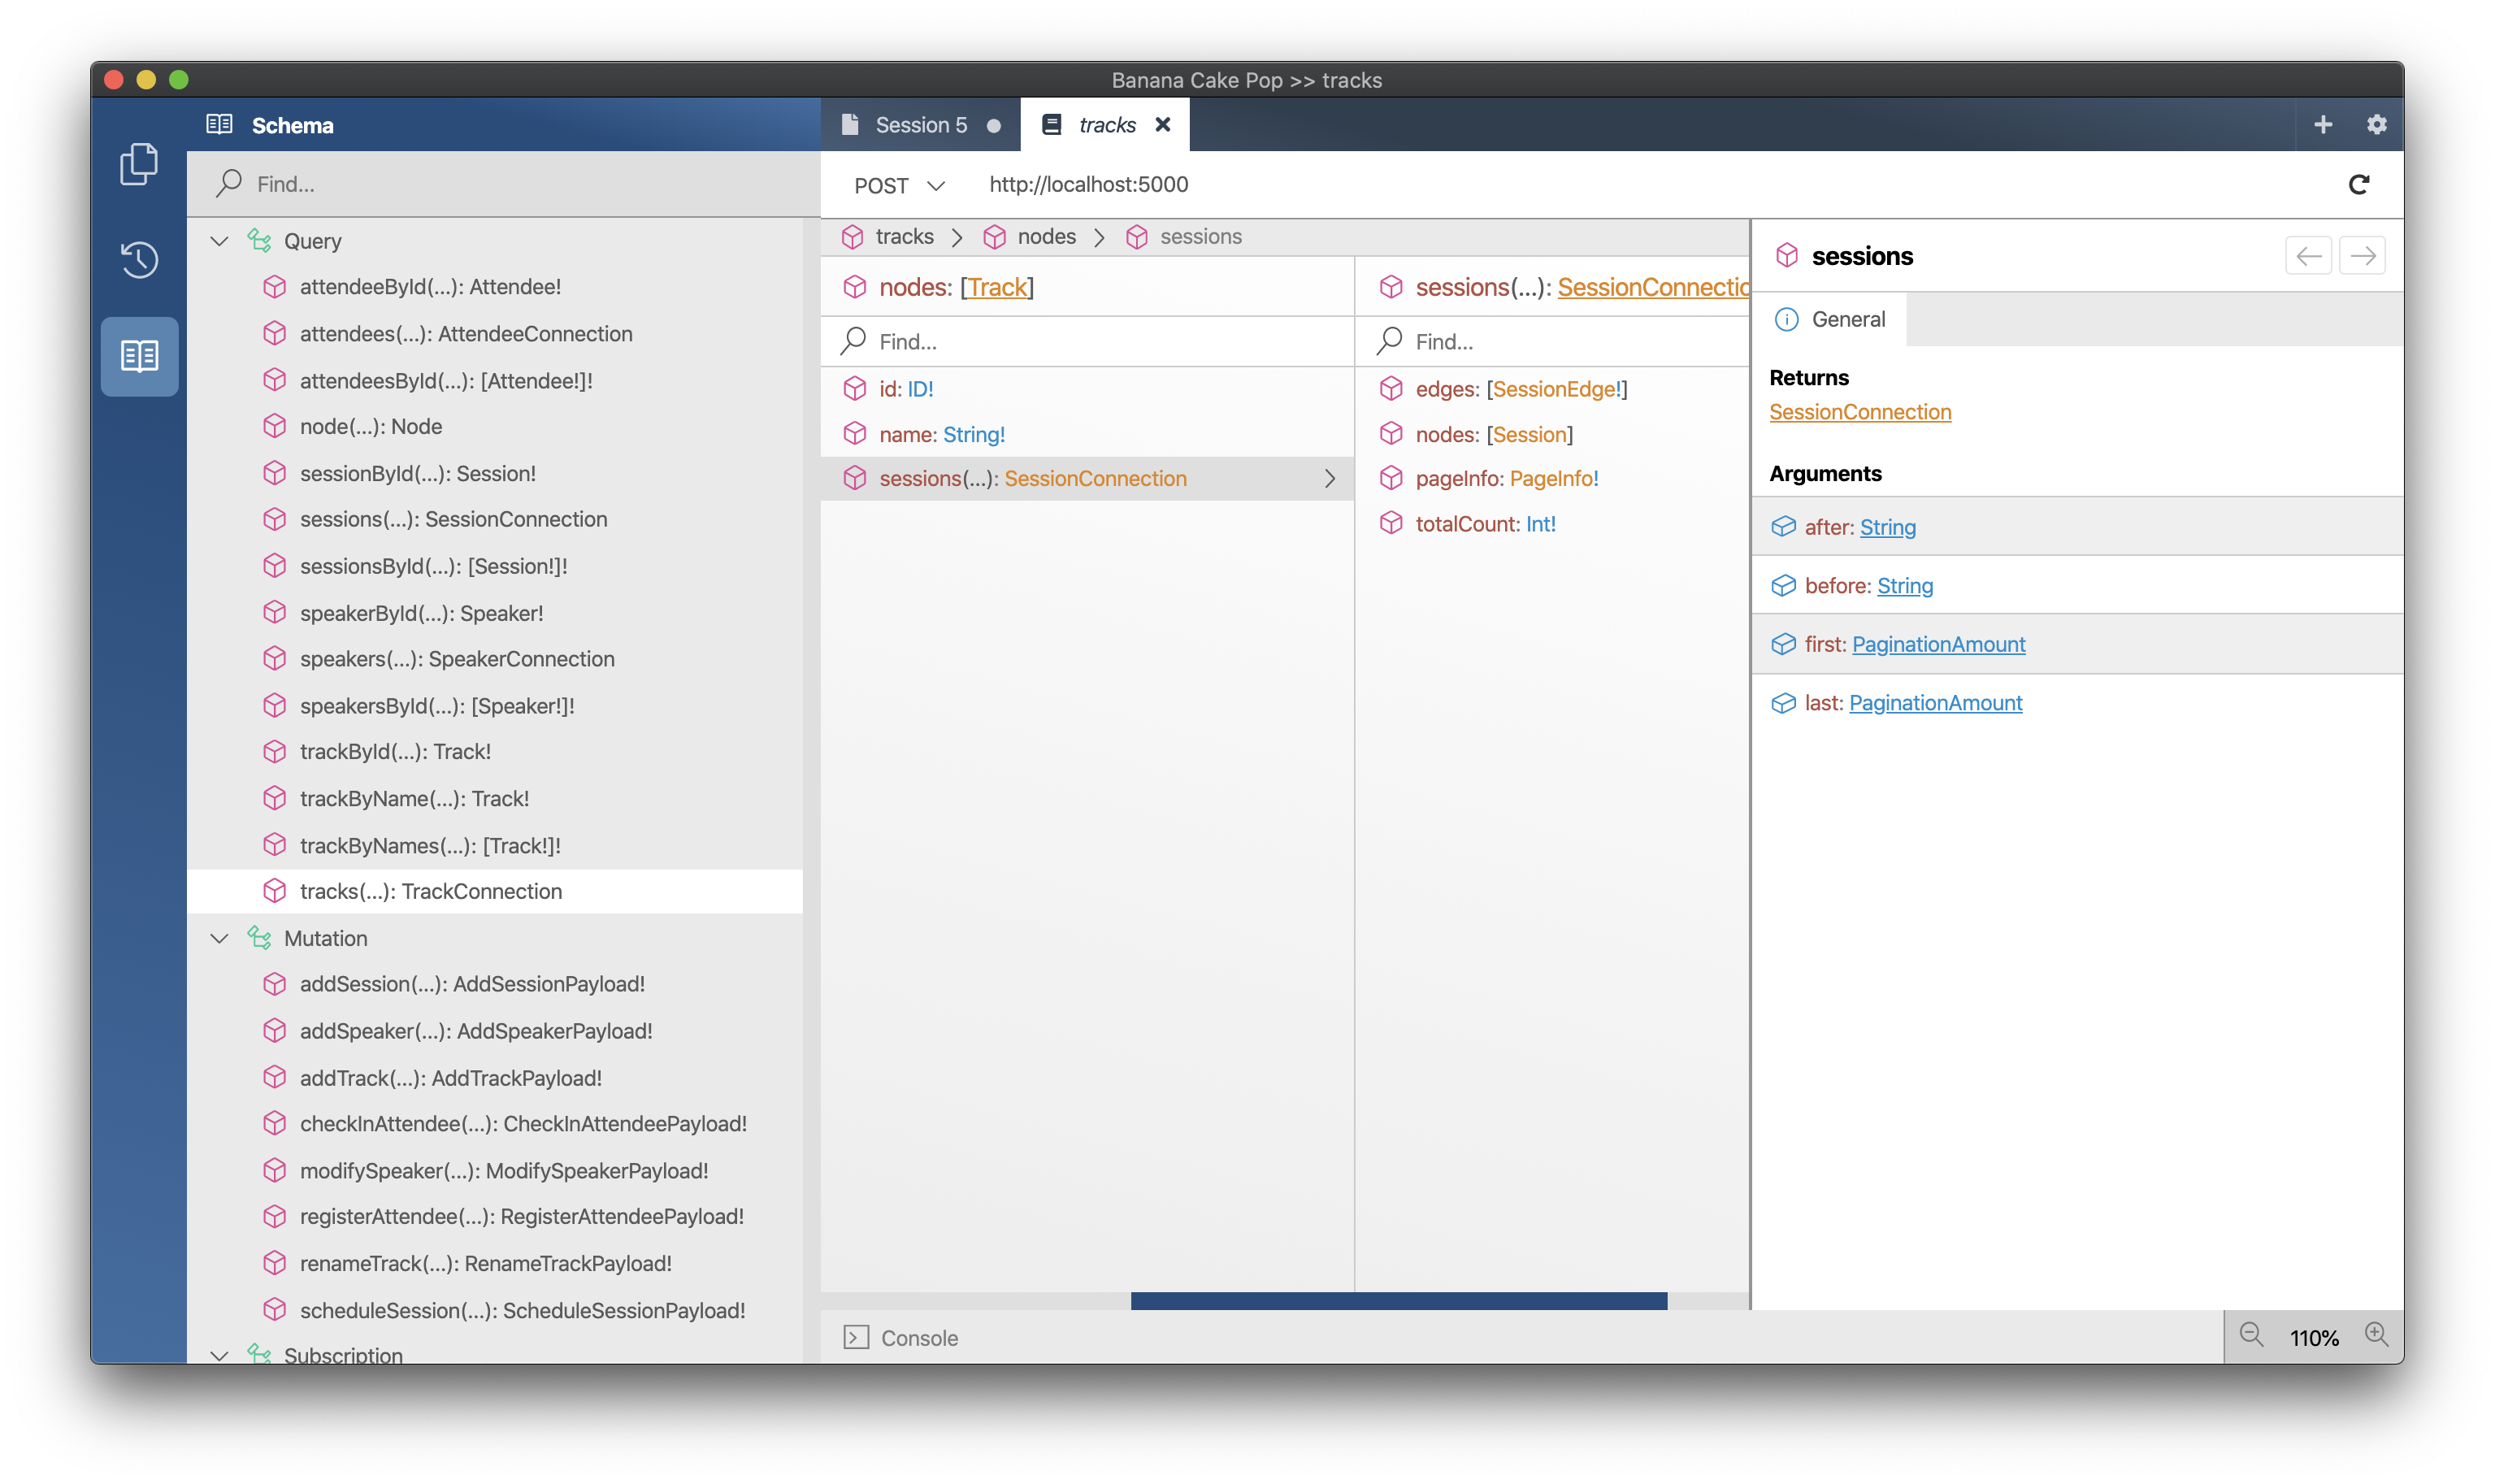 Banana Cake Pop >> tracks
Schema
Find...
Query
attendeeById(...): Attendee!
attendees(...): AttendeeConnection
attendeesById(...): [Attendee!]!
node(...): Node
sessionById(...): Session!
sessions(...): SessionConnection
sessionsById(...): [Session!]!
speakerById(...): Speaker!
speakers(...): SpeakerConnection
speakersById(...): [Speaker!]!
trackById(...): Track!
trackByName(...): Track!
trackByNames(...): [Track!]!
tracks(...): TrackConnection
Mutation
addSession(...): AddSessionPayload!
addSpeaker(...): AddSpeakerPayload!
addTrack(...): AddTrackPayload!
checkInAttendee(...): CheckInAttendeePayload!
modifySpeaker(...): ModifySpeakerPayload!
registerAttendee(...): RegisterAttendeePayload!
renameTrack(...): RenameTrackPayload!
scheduleSession(...): ScheduleSessionPayload!
Subscription
Session 5
tracks
POST
http://localhost:5000
tracks > nodes > sessions
nodes: [Track]
Find...
id: ID!
name: String!
sessions(...): SessionConnection
sessions(...): SessionConnectio
Find...
edges: [SessionEdge!]
nodes: [Session]
pageInfo: PageInfo!
totalCount: Int!
sessions
General
Returns
SessionConnection
Arguments
after: String
before: String
first: PaginationAmount
last: PaginationAmount
Console
110%